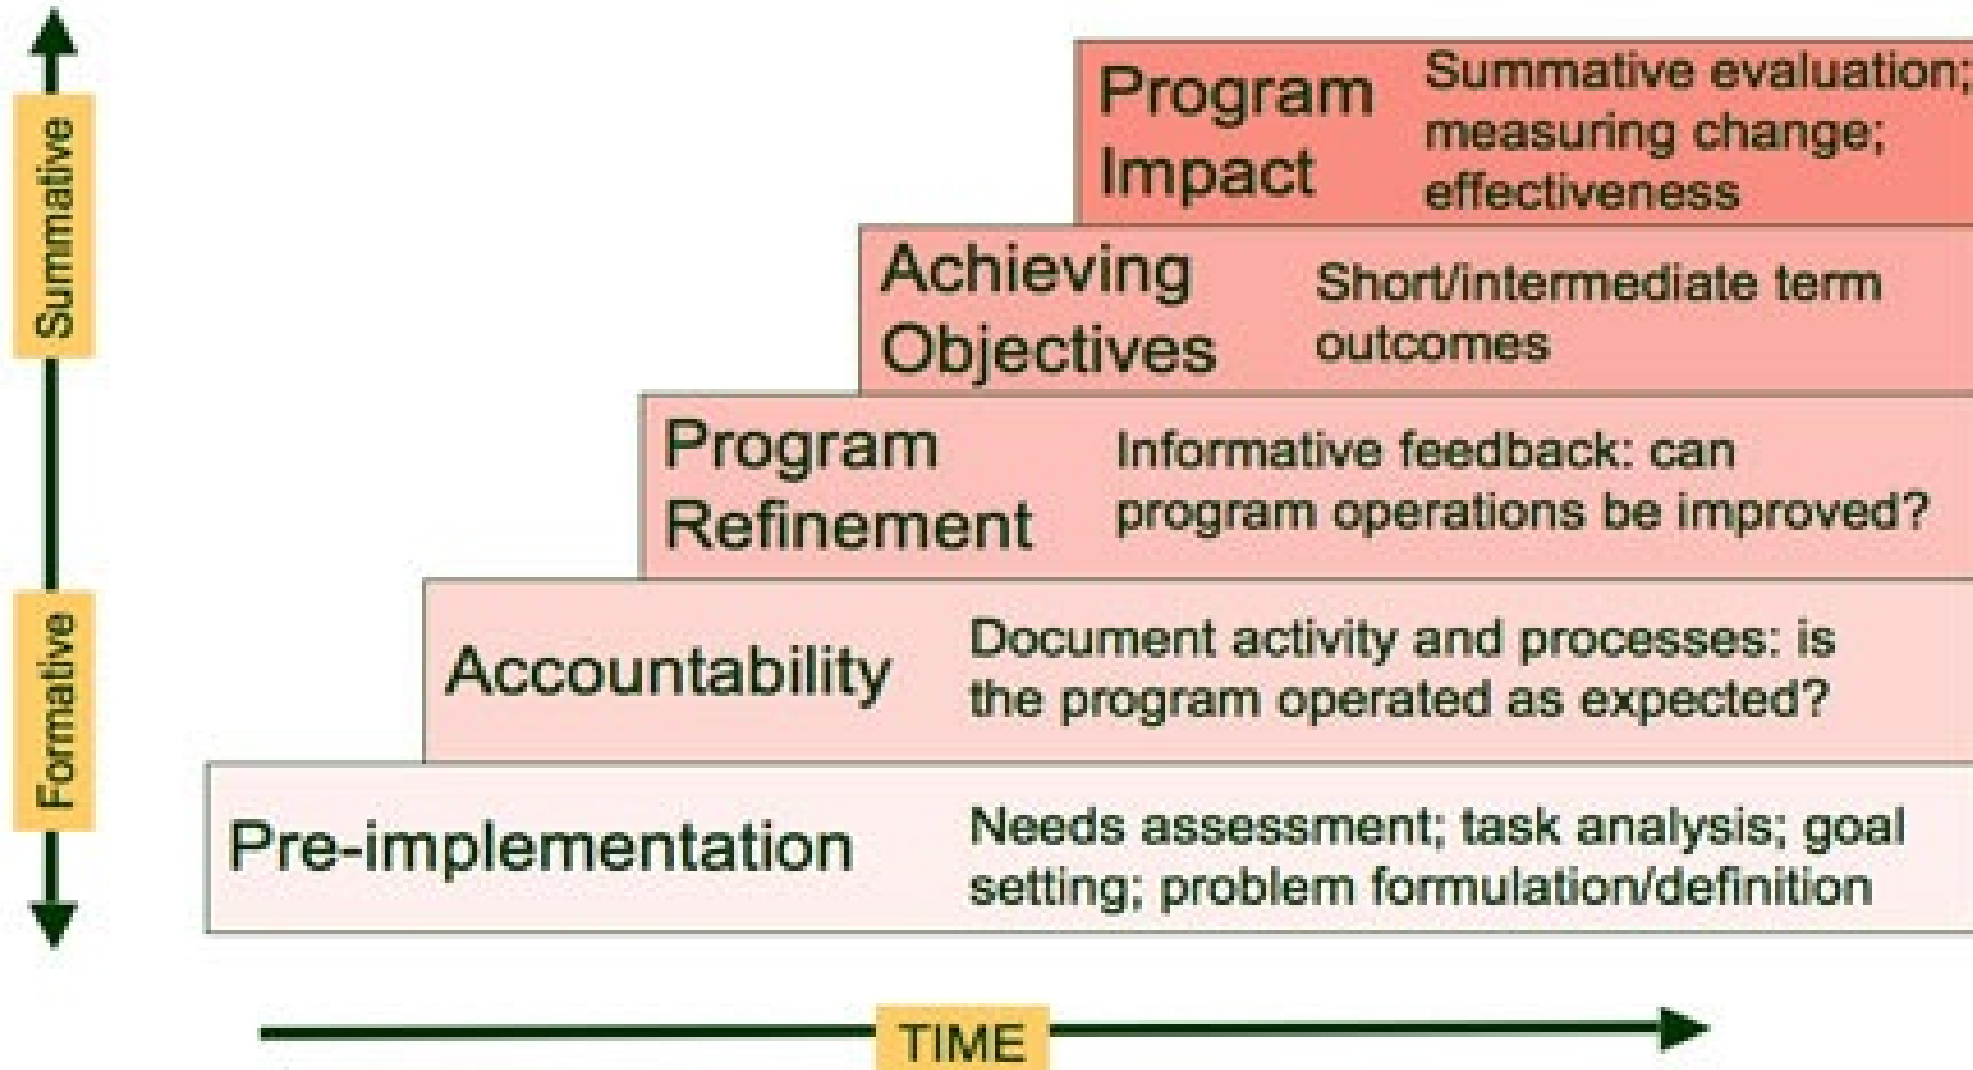 Summative
Formative
Program
Impact
Summative evaluation;
measuring change;
effectiveness
Achieving
Objectives
Short/intermediate term
outcomes
Program
Refinement
Informative feedback: can
program operations be improved?
Accountability
Document activity and processes: is
the program operated as expected?
Pre-implementation
Needs assessment; task analysis; goal
setting; problem formulation/definition
TIME